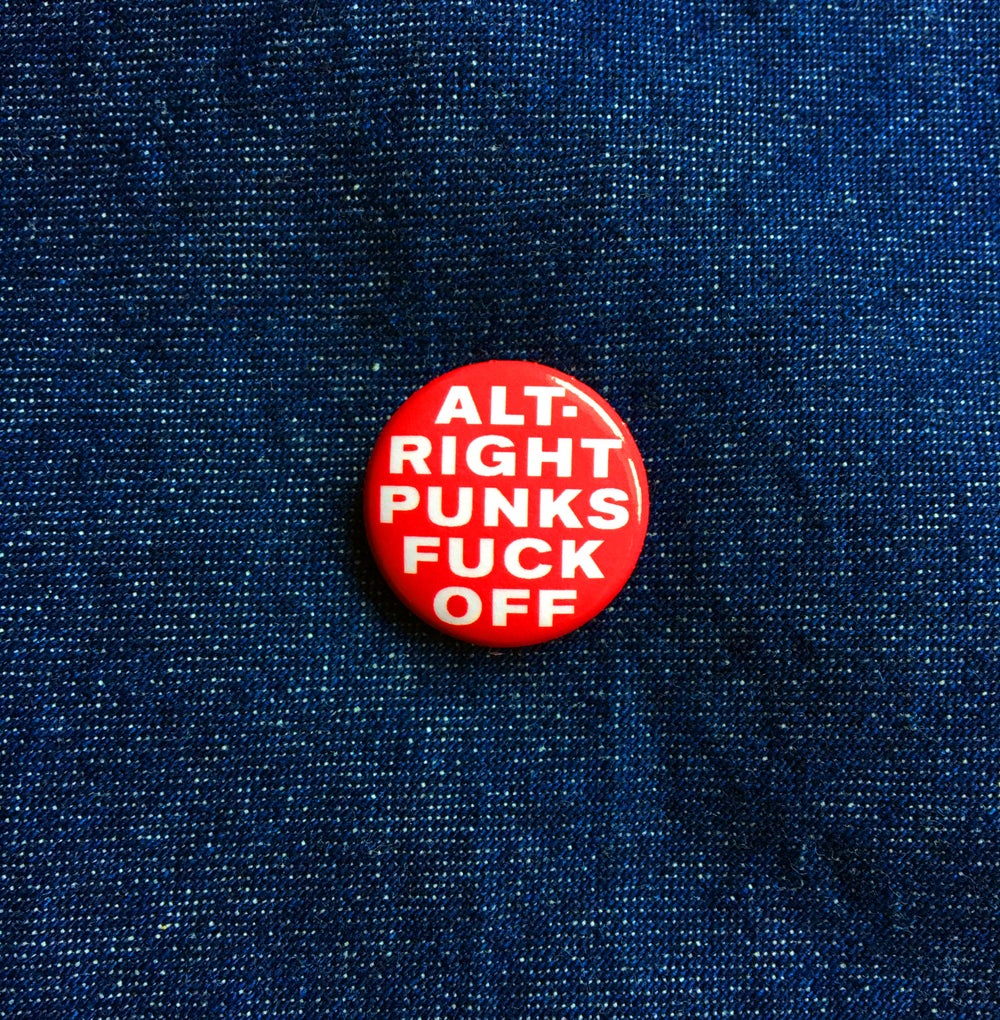 ALT-
RIGHT
PUNKS
FUCK
OFF